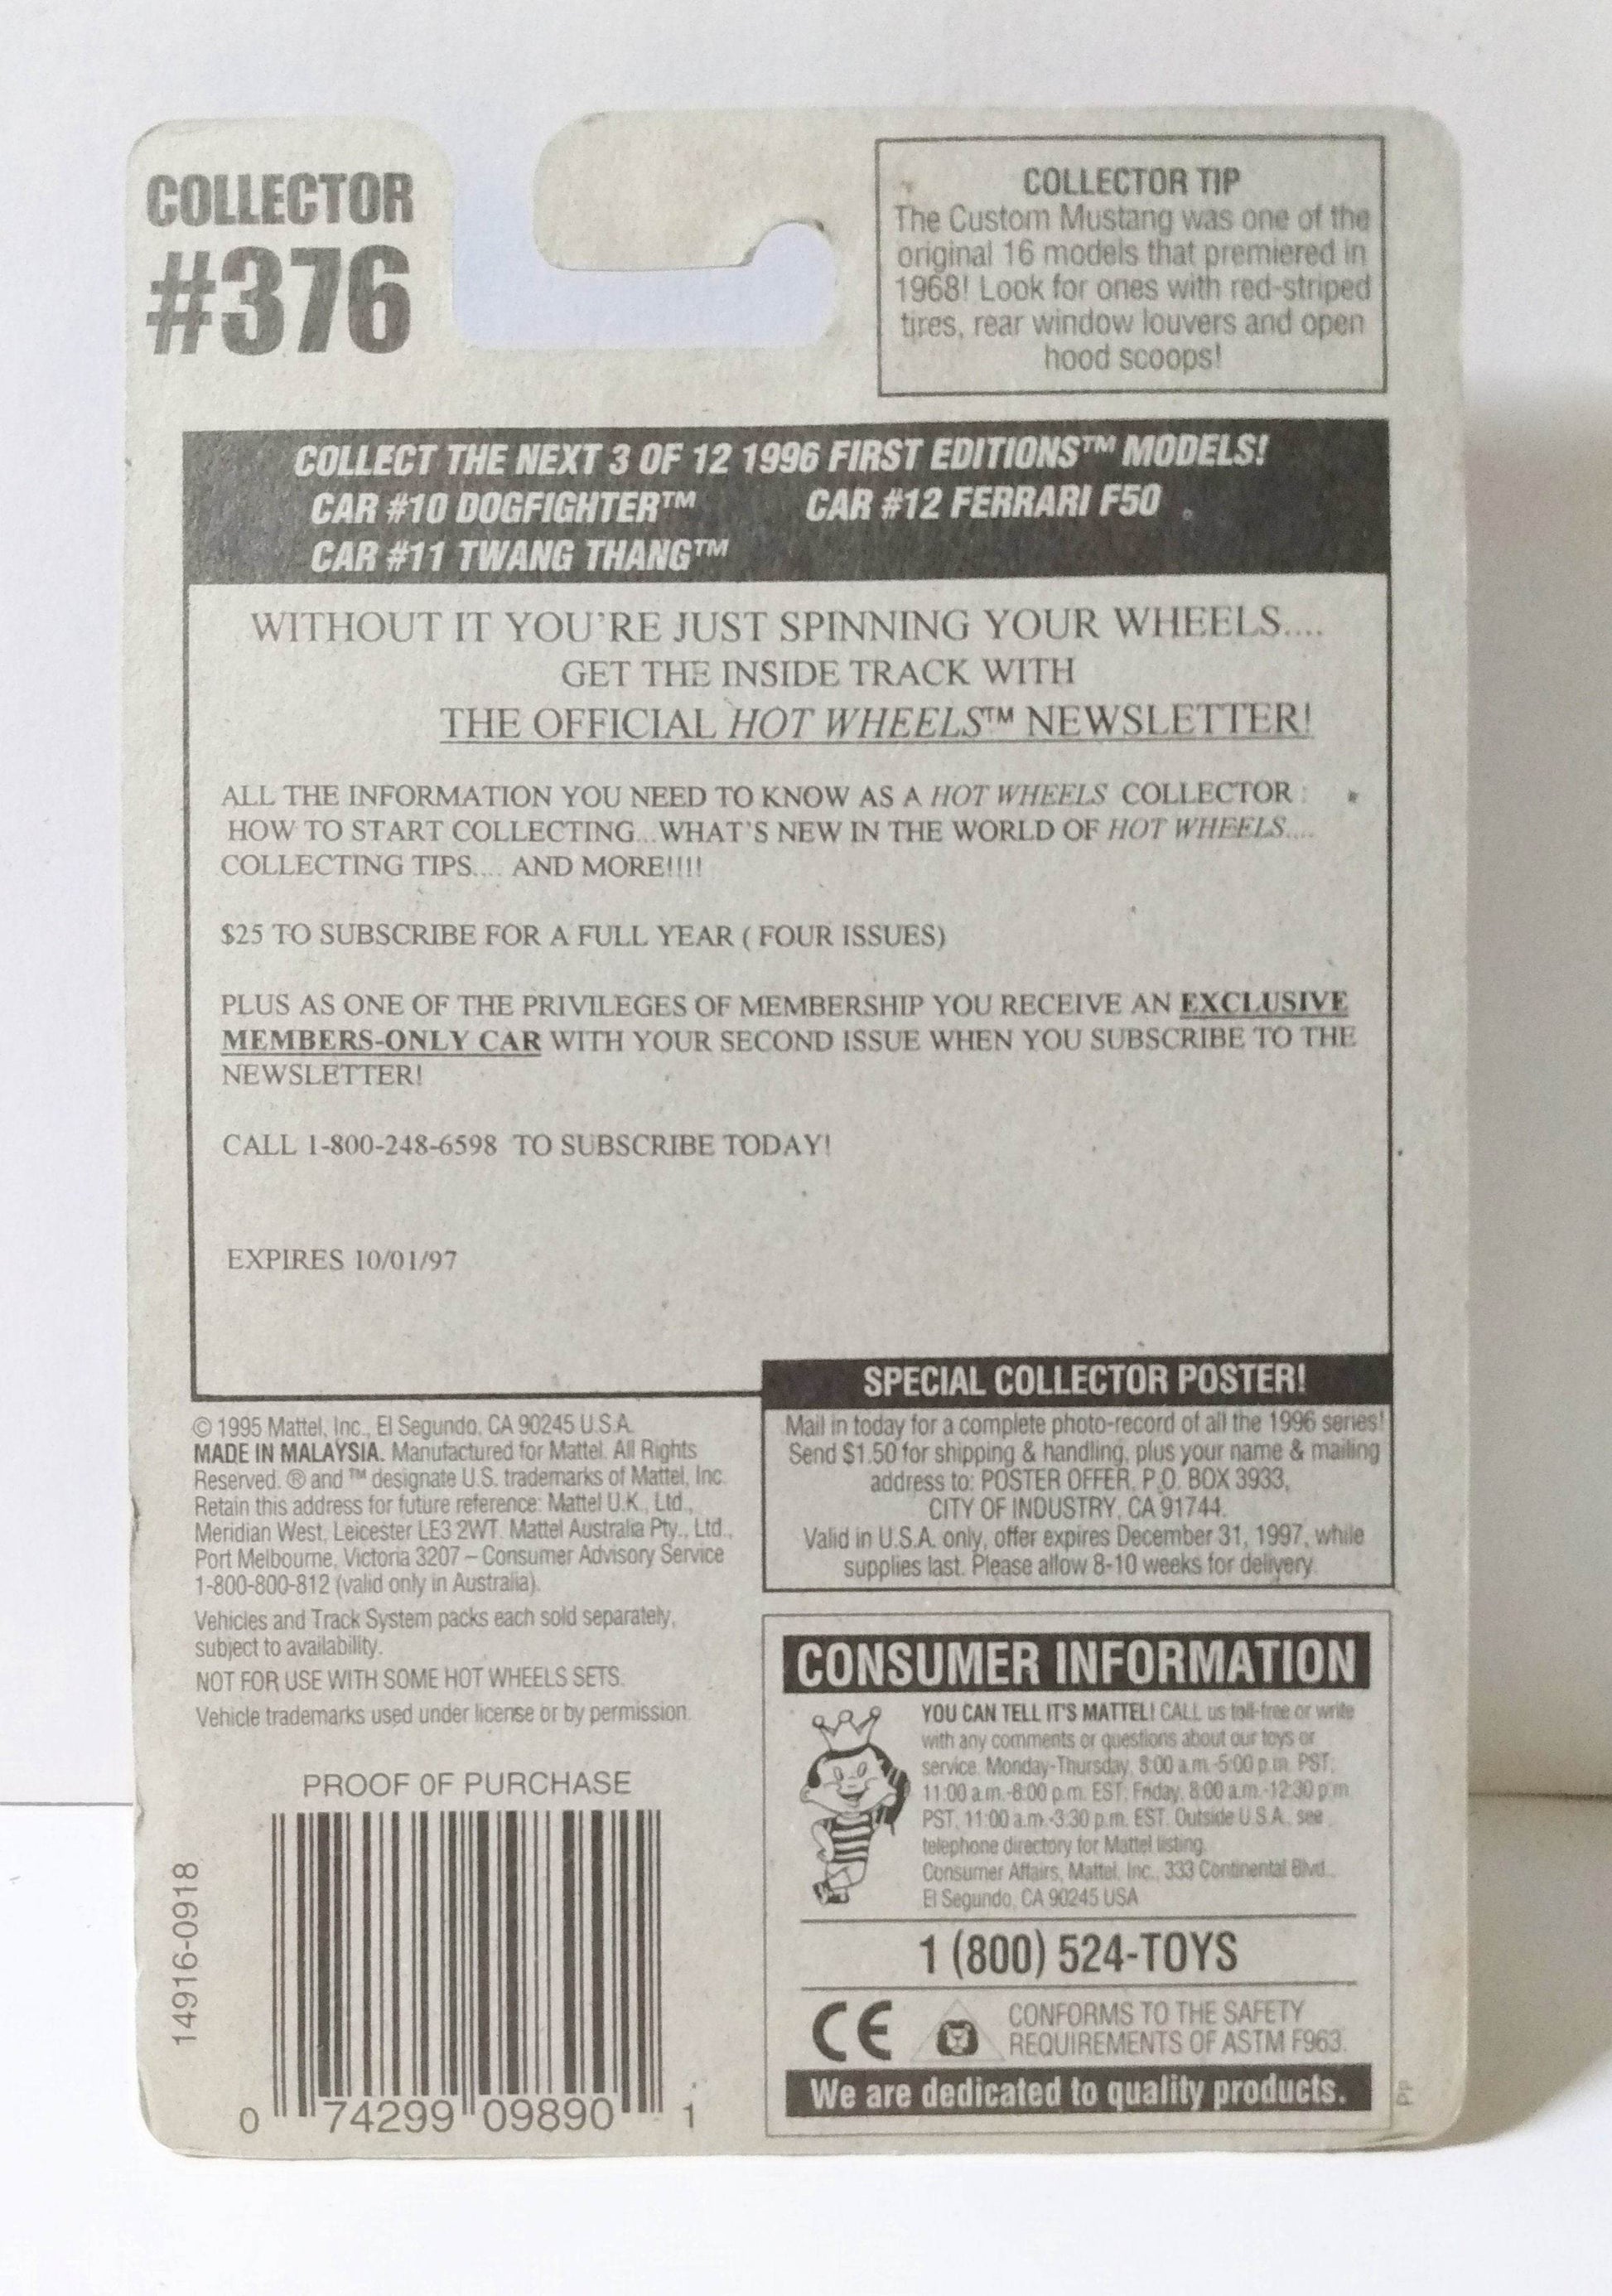 COLLECTOR
#376
COLLECTOR TIP
The Custom Mustang was one of the
original 16 models that premiered in
1968! Look for ones with red-striped
tires, rear window louvers and open
hood scoops!
COLLECT THE NEXT 3 OF 12 1996 FIRST EDITIONS™ MODELS!
CAR #10 DOGFIGHTER™ CAR #12 FERRARI F50
CAR #11 TWANG THANG™
WITHOUT IT YOU'RE JUST SPINNING YOUR WHEELS....
GET THE INSIDE TRACK WITH
THE OFFICIAL HOT WHEELS™ NEWSLETTER!
ALL THE INFORMATION YOU NEED TO KNOW AS A HOT WHEELS COLLECTOR :
HOW TO START COLLECTING...WHAT'S NEW IN THE WORLD OF HOT WHEELS....
COLLECTING TIPS.... AND MORE!!!!
$25 TO SUBSCRIBE FOR A FULL YEAR ( FOUR ISSUES)
PLUS AS ONE OF THE PRIVILEGES OF MEMBERSHIP YOU RECEIVE AN EXCLUSIVE
MEMBERS-ONLY CAR WITH YOUR SECOND ISSUE WHEN YOU SUBSCRIBE TO THE
NEWSLETTER!
CALL 1-800-248-6598 TO SUBSCRIBE TODAY!
EXPIRES 10/01/97
SPECIAL COLLECTOR POSTER!
Mail in today for a complete photo-record of all the 1996 series!
Send $1.50 for shipping & handling, plus your name & mailing
address to: POSTER OFFER, P.O. BOX 3933,
CITY OF INDUSTRY, CA 91744.
Valid in U.S.A. only, offer expires December 31, 1997, while
supplies last. Please allow 8-10 weeks for delivery.
© 1995 Mattel, Inc., El Segundo, CA 90245 U.S.A.
MADE IN MALAYSIA. Manufactured for Mattel. All Rights
Reserved. ® and ™ designate U.S. trademarks of Mattel, Inc.
Retain this address for future reference: Mattel U.K., Ltd.,
Meridian West, Leicester LE3 2WT. Mattel Australia Pty., Ltd.,
Port Melbourne, Victoria 3207 – Consumer Advisory Service
1-800-800-812 (valid only in Australia).
Vehicles and Track System packs each sold separately,
subject to availability.
NOT FOR USE WITH SOME HOT WHEELS SETS.
Vehicle trademarks used under license or by permission.
PROOF OF PURCHASE
14916-0918
0 74299 09890 1
CONSUMER INFORMATION
YOU CAN TELL IT'S MATTEL! CALL us toll-free or write
with any comments or questions about our toys or
service. Monday-Thursday, 8:00 a.m.-5:00 p.m. PST;
11:00 a.m.-8:00 p.m. EST; Friday, 8:00 a.m.-12:30 p.m.
PST, 11:00 a.m.-3:30 p.m. EST. Outside U.S.A., see
telephone directory for Mattel listing.
Consumer Affairs, Mattel, Inc., 333 Continental Blvd.,
El Segundo, CA 90245 USA
1 (800) 524-TOYS
CE
CONFORMS TO THE SAFETY
REQUIREMENTS OF ASTM F963.
We are dedicated to quality products.